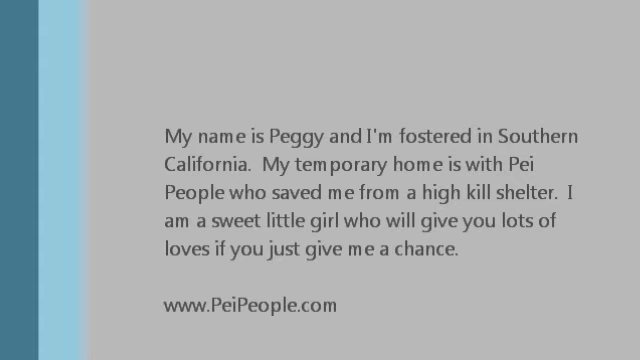 My name is Peggy and I'm fostered in Southern
California.  My temporary home is with Pei
People who saved me from a high kill shelter.  I
am a sweet little girl who will give you lots of
loves if you just give me a chance.
www.PeiPeople.com